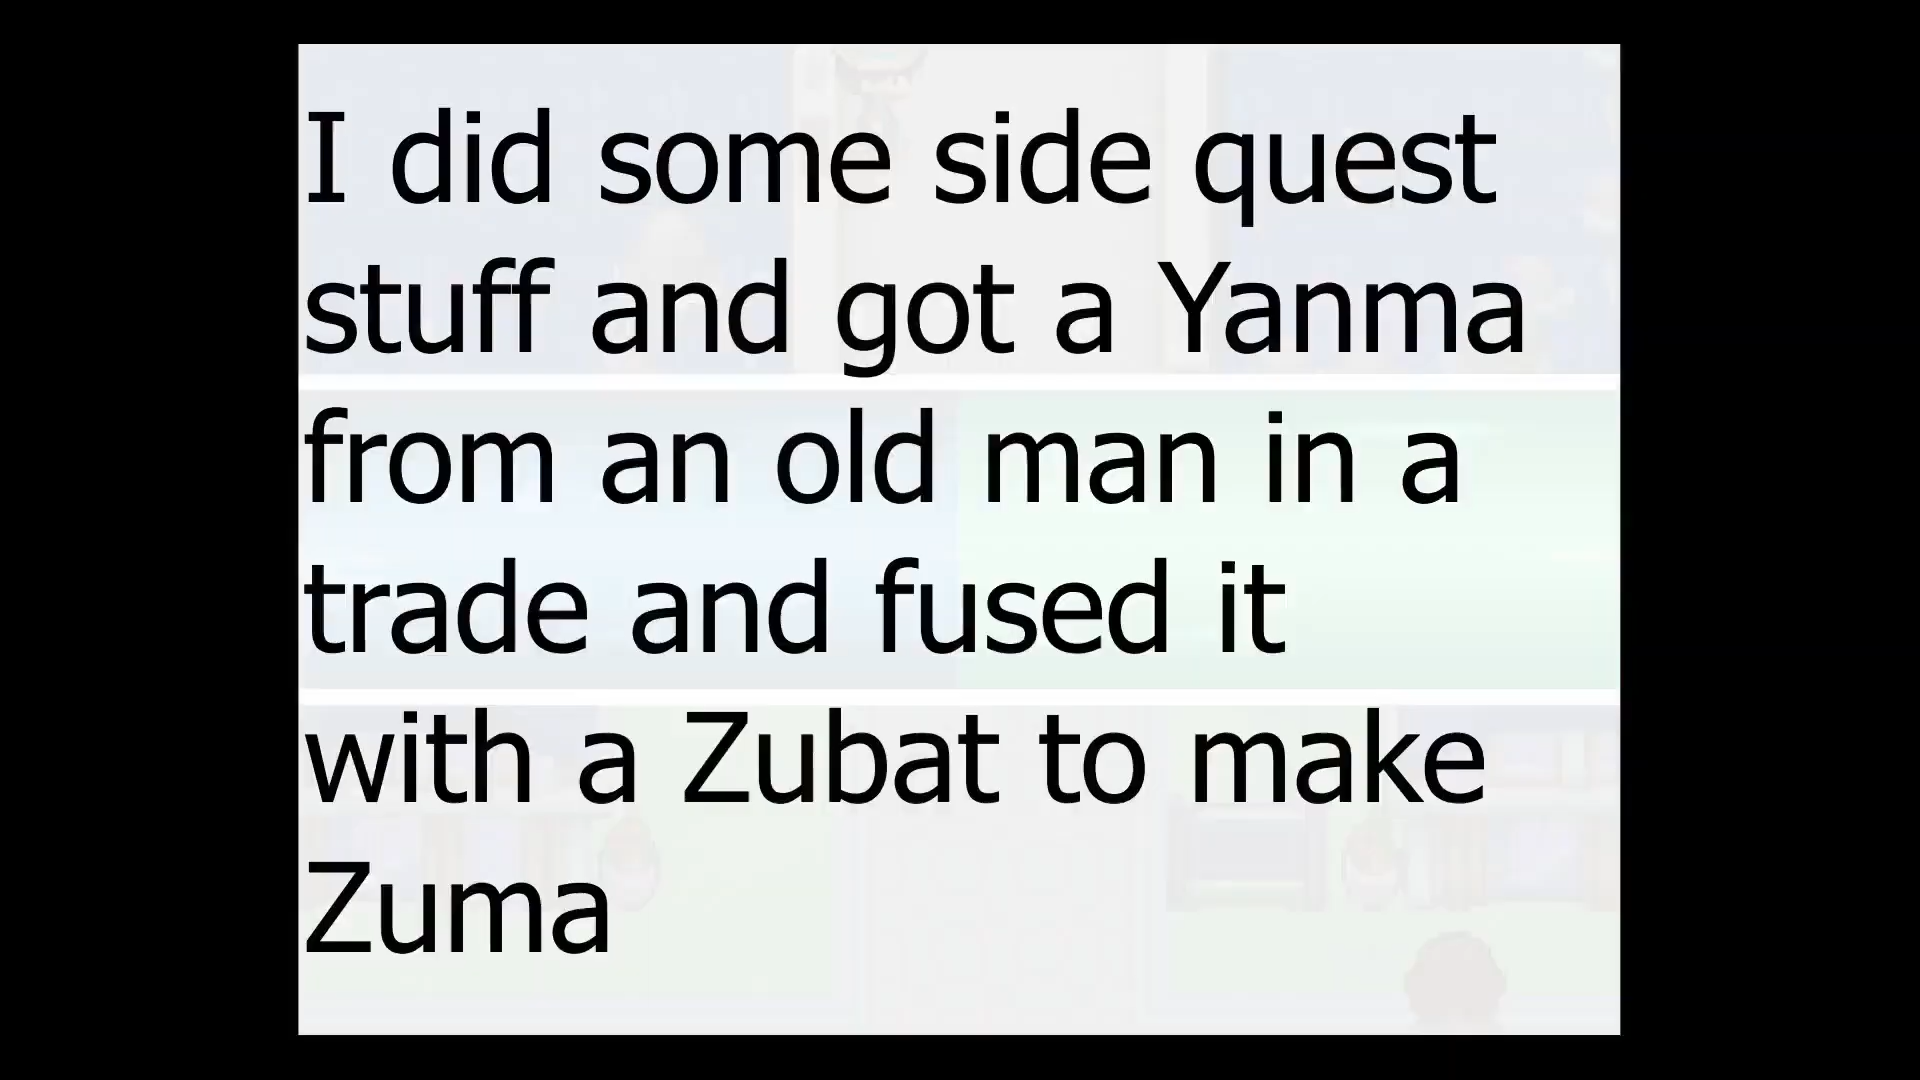 I did some side quest
stuff and got a Yanma
from an old man in a
trade and fused it
with a Zubat to make
Zuma